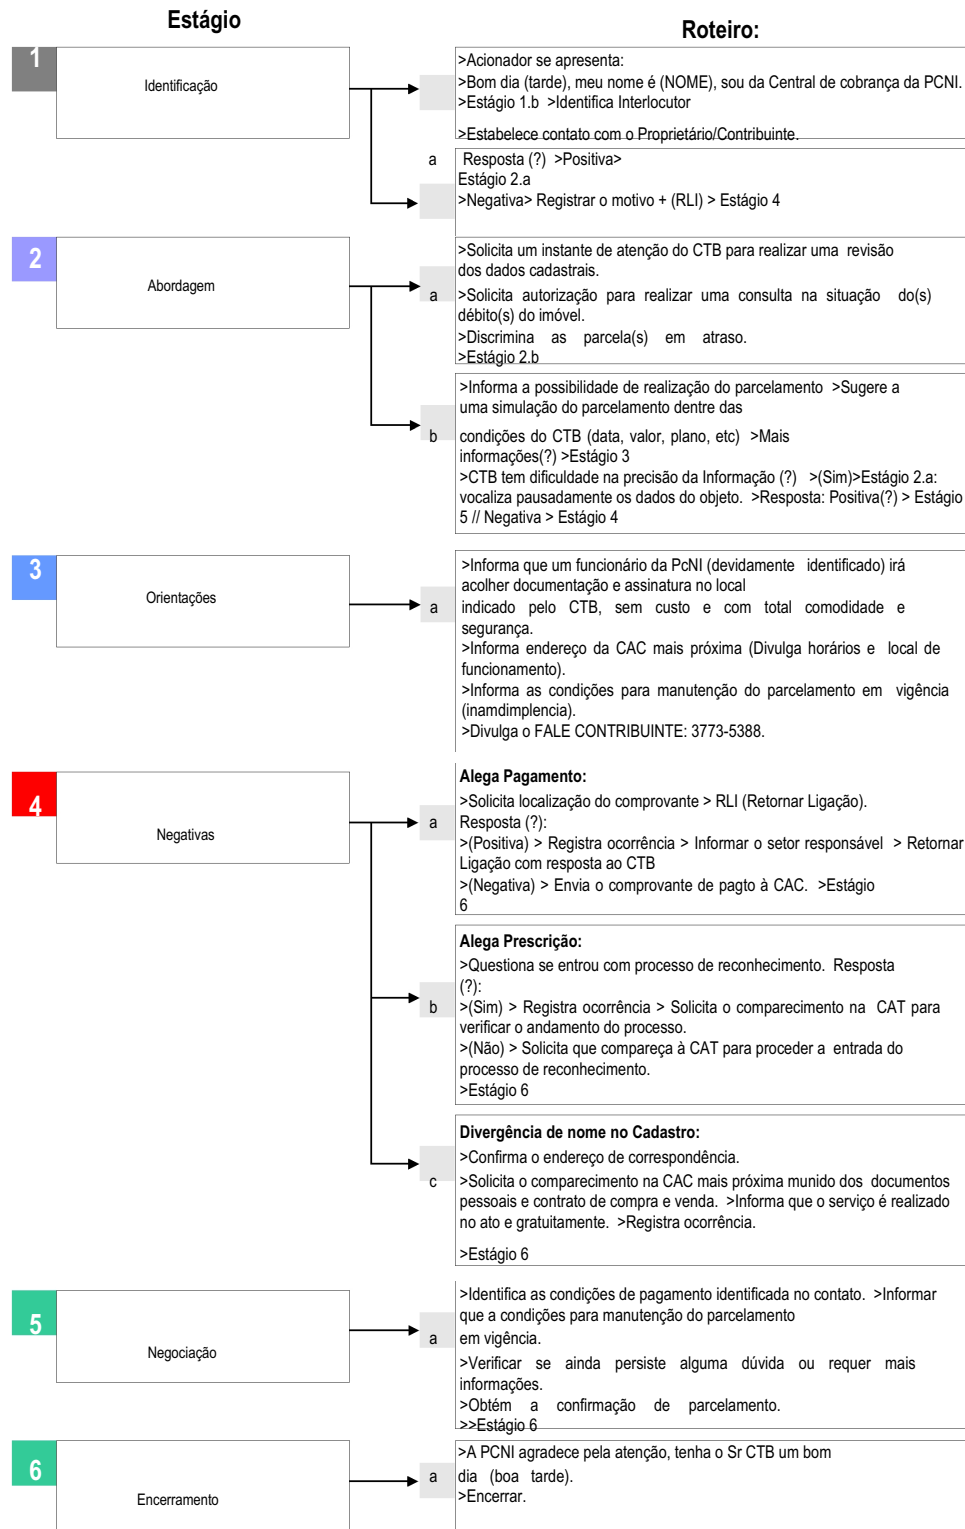 Estágio
Roteiro:
1
Identificação
>Acionador se apresenta:
>Bom dia (tarde), meu nome é (NOME), sou da Central de cobrança da PCNI.
>Estágio 1.b >Identifica Interlocutor
>Estabelece contato com o Proprietário/Contribuinte.
a
Resposta (?) >Positiva>
Estágio 2.a
>Negativa> Registrar o motivo + (RLI) > Estágio 4
2
Abordagem
a
>Solicita um instante de atenção do CTB para realizar uma revisão
dos dados cadastrais.
>Solicita autorização para realizar uma consulta na situação do(s)
débito(s) do imóvel.
>Discrimina as parcela(s) em atraso.
>Estágio 2.b
b
>Informa a possibilidade de realização do parcelamento >Sugere a
uma simulação do parcelamento dentre das
condições do CTB (data, valor, plano, etc) >Mais
informações(?) >Estágio 3
>CTB tem dificuldade na precisão da Informação (?) >(Sim)>Estágio 2.a:
vocaliza pausadamente os dados do objeto. >Resposta: Positiva(?) > Estágio
5 // Negativa > Estágio 4
3
Orientações
a
>Informa que um funcionário da PcNI (devidamente identificado) irá
acolher documentação e assinatura no local
indicado pelo CTB, sem custo e com total comodidade e
segurança.
>Informa endereço da CAC mais próxima (Divulga horários e local de
funcionamento).
>Informa as condições para manutenção do parcelamento em vigência
(inamdimplencia).
>Divulga o FALE CONTRIBUINTE: 3773-5388.
4
Negativas
a
Alega Pagamento:
>Solicita localização do comprovante > RLI (Retornar Ligação).
Resposta (?):
>(Positiva) > Registra ocorrência > Informar o setor responsável > Retornar
Ligação com resposta ao CTB
>(Negativa) > Envia o comprovante de pagto à CAC. >Estágio
6
b
Alega Prescrição:
>Questiona se entrou com processo de reconhecimento. Resposta
(?):
>(Sim) > Registra ocorrência > Solicita o comparecimento na CAT para
verificar o andamento do processo.
>(Não) > Solicita que compareça à CAT para proceder a entrada do
processo de reconhecimento.
>Estágio 6
c
Divergência de nome no Cadastro:
>Confirma o endereço de correspondência.
>Solicita o comparecimento na CAC mais próxima munido dos documentos
pessoais e contrato de compra e venda. >Informa que o serviço é realizado
no ato e gratuitamente. >Registra ocorrência.
>Estágio 6
5
Negociação
a
>Identifica as condições de pagamento identificada no contato. >Informar
que a condições para manutenção do parcelamento
em vigência.
>Verificar se ainda persiste alguma dúvida ou requer mais
informações.
>Obtém a confirmação de parcelamento.
>>Estágio 6
6
Encerramento
a
>A PCNI agradece pela atenção, tenha o Sr CTB um bom
dia (boa tarde).
>Encerrar.